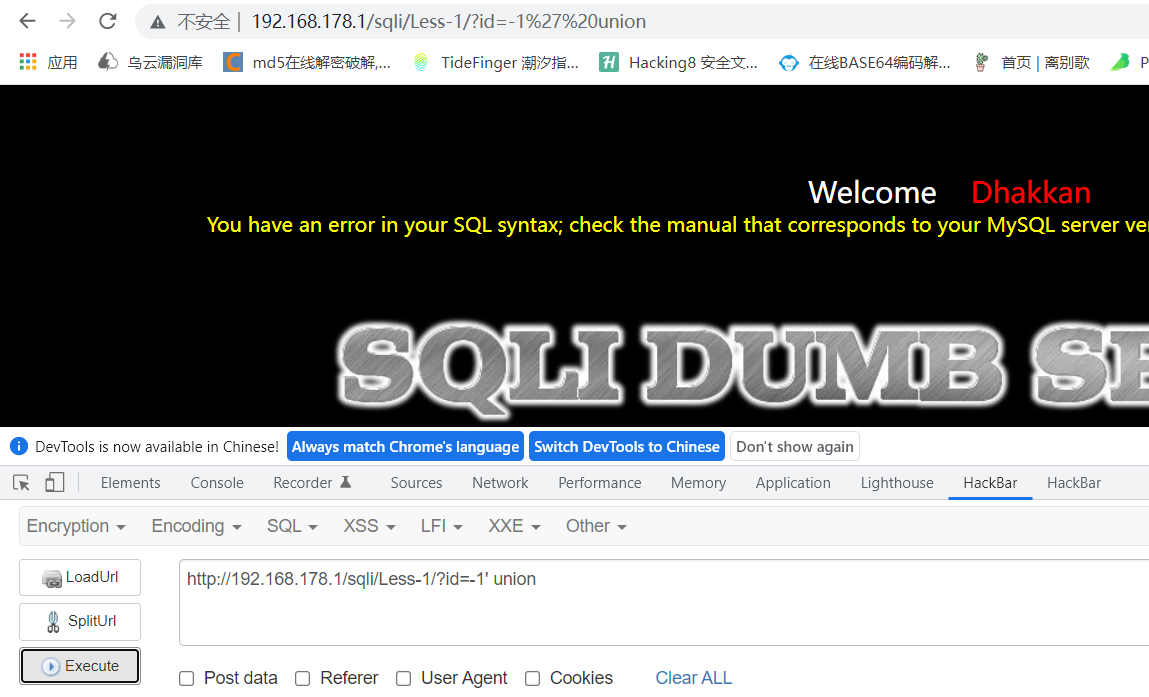 不安全 | 192.168.178.1/sqli/Less-1/?id=-1%27%20union
应用 乌云漏洞库 md5在线解密破解,... TideFinger 潮汐指... Hacking8 安全文... 在线BASE64编码解... 首页 | 离别歌 P
Welcome Dhakkan
You have an error in your SQL syntax; check the manual that corresponds to your MySQL server ve
SQLI DUMB SE
DevTools is now available in Chinese! Always match Chrome's language Switch DevTools to Chinese Don't show again
Elements Console Recorder Sources Network Performance Memory Application Lighthouse HackBar HackBar
Encryption Encoding SQL XSS LFI XXE Other
LoadUrl
http://192.168.178.1/sqli/Less-1/?id=-1' union
SplitUrl
Execute
Post data Referer User Agent Cookies Clear ALL